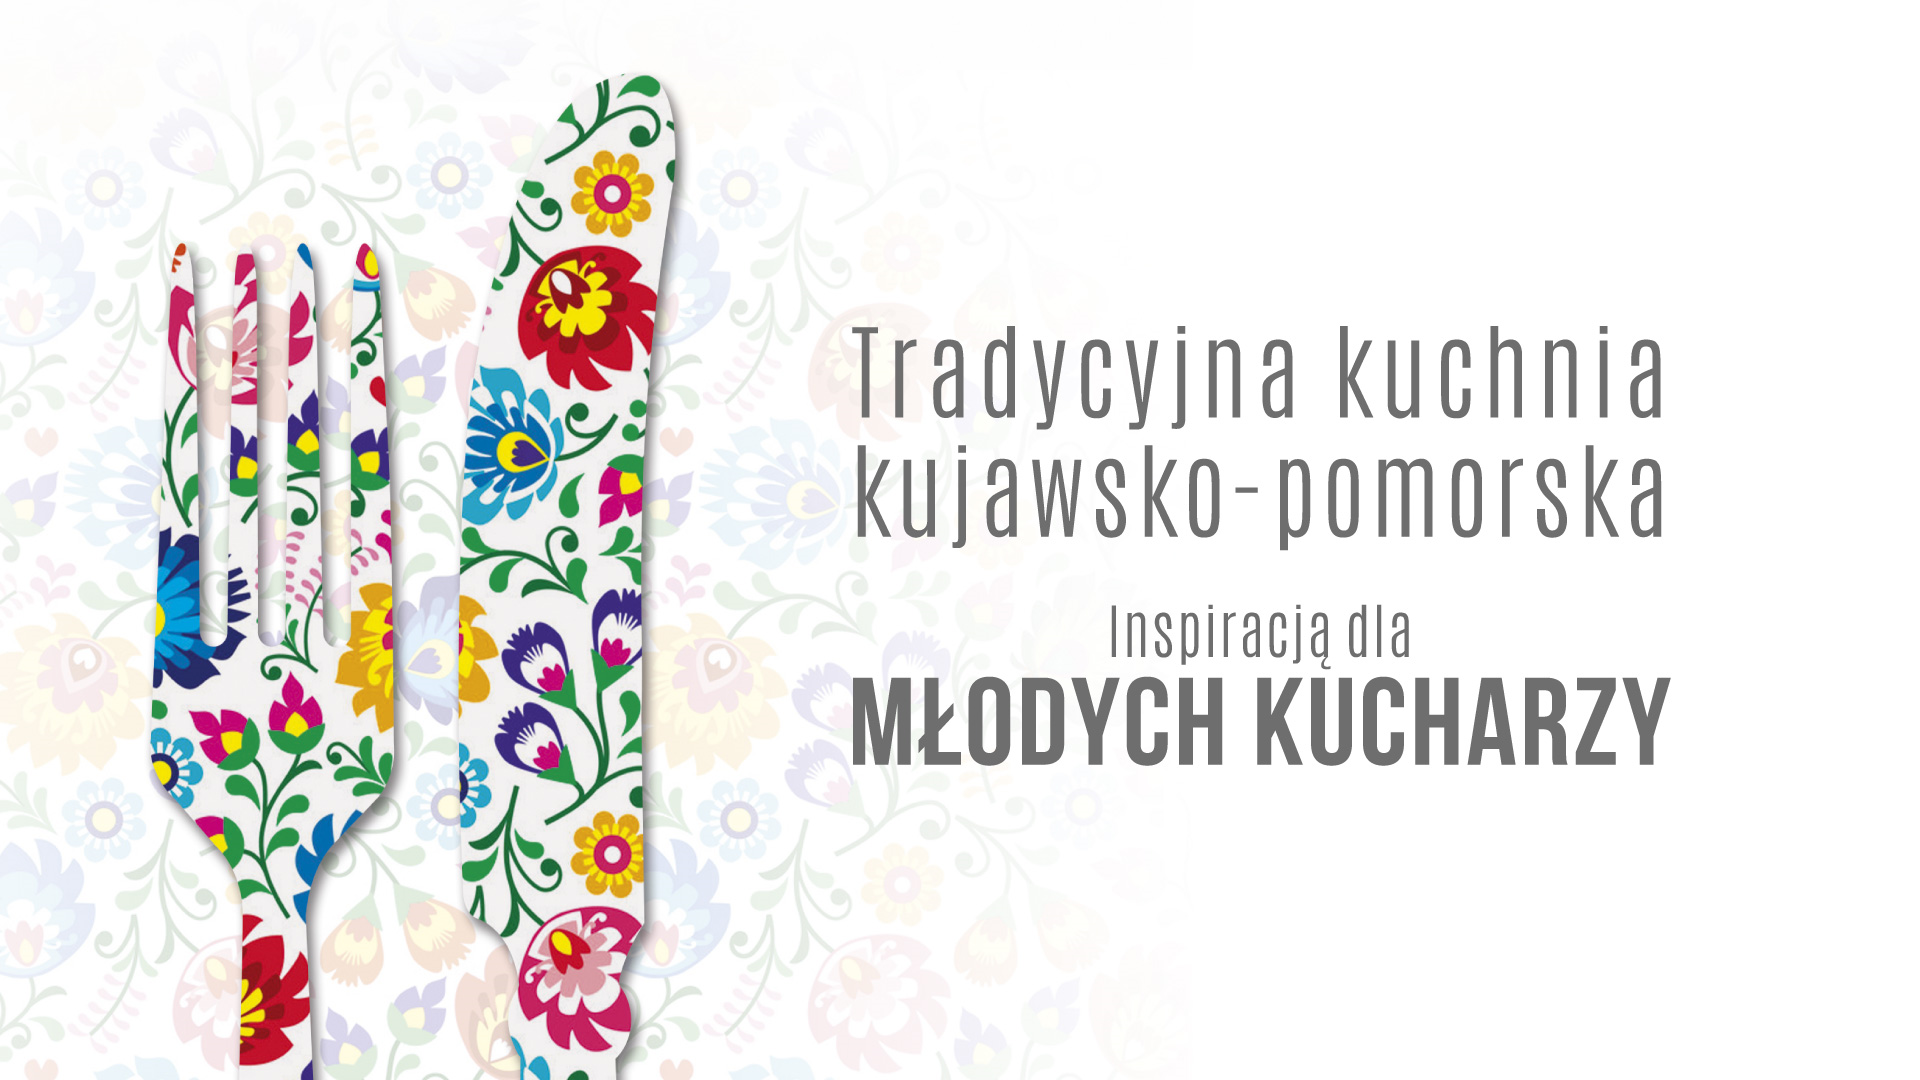 Tradycyjna kuchnia
kujawsko-pomorska
Inspiracją dla
MŁODYCH KUCHARZY